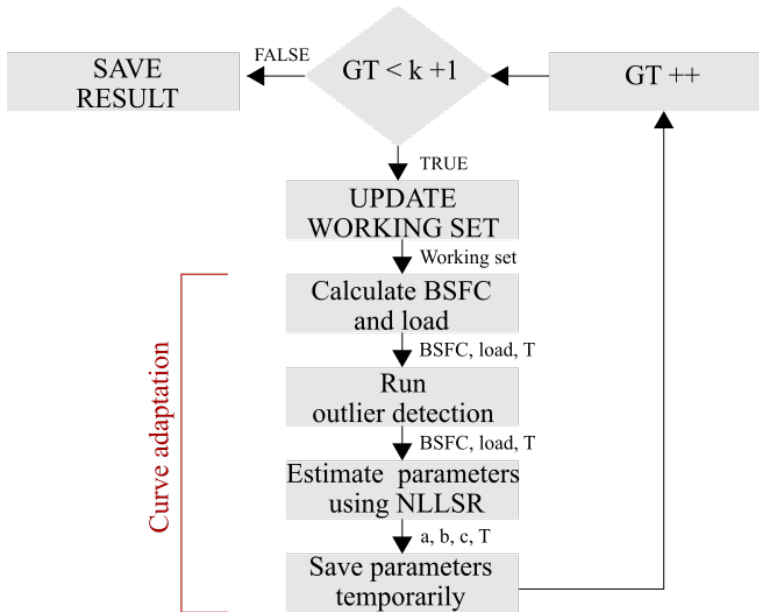 FALSE
SAVE
RESULT
GT < k +1
GT ++
TRUE
UPDATE
WORKING SET
Working set
Calculate BSFC
and load
BSFC, load, T
Run
outlier detection
BSFC, load, T
Estimate parameters
using NLLSR
a, b, c, T
Save parameters
temporarily
Curve adaptation